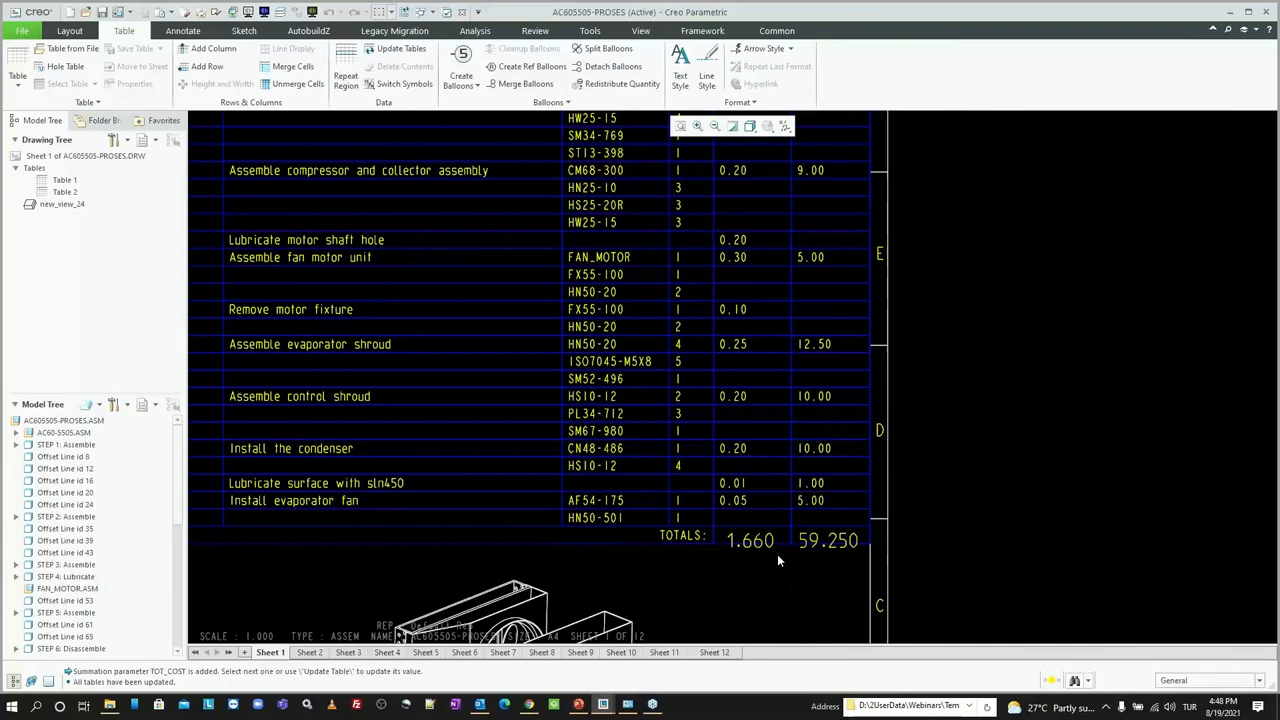 creo
AC605505-PROSES (Active) - Creo Parametric
File Layout Table Annotate Sketch AutobuildZ Legacy Migration Analysis Review Tools View Framework Common
Table
Table from File
Hole Table
Select Table
Save Table
Move to Sheet
Properties
Table
Add Column
Add Row
Height and Width
Repeat Region
Line Display
Merge Cells
Unmerge Cells
Rows & Columns
Update Tables
Delete Contents
Switch Symbols
Data
Create Balloons
Cleanup Balloons
Create Ref Balloons
Merge Balloons
Split Balloons
Detach Balloons
Redistribute Quantity
Balloons
Text Style
Line Style
Arrow Style
Repeat Last Format
Hyperlink
Format
Model Tree Folder Br Favorites
Drawing Tree
Sheet 1 of AC605505-PROSES.DRW
Tables
Table 1
Table 2
new_view_24
Model Tree
AC605505-PROSES.ASM
AC60-5505.ASM
STEP 1: Assemble
Offset Line id 8
Offset Line id 12
Offset Line id 16
Offset Line id 20
Offset Line id 24
STEP 2: Assemble
Offset Line id 35
Offset Line id 39
Offset Line id 43
STEP 3: Assemble
STEP 4: Lubricate
FAN_MOTOR.ASM
Offset Line id 53
STEP 5: Assemble
Offset Line id 61
Offset Line id 65
STEP 6: Disassemble
HW25-15
SM34-769 1
ST13-398 1
Assemble compressor and collector assembly CM68-300 1 0.20 9.00
HN25-10 3
HS25-20R 3
HW25-15 3
Lubricate motor shaft hole 0.20
Assemble fan motor unit FAN_MOTOR 1 0.30 5.00
FX55-100 1
HN50-20 2
Remove motor fixture FX55-100 1 0.10
HN50-20 2
Assemble evaporator shroud HN50-20 4 0.25 12.50
ISO7045-M5X8 5
SM52-496 1
Assemble control shroud HS10-12 2 0.20 10.00
PL34-712 3
SM67-980 1
Install the condenser CN48-486 1 0.20 10.00
HS10-12 4
Lubricate surface with sln450 0.01 1.00
Install evaporator fan AF54-175 1 0.05 5.00
HN50-501 1
TOTALS: 1.660 59.250
E
D
C
SCALE : 1.000 TYPE : ASSEM NAME SHEET 1 OF 12
Sheet 1 Sheet 2 Sheet 3 Sheet 4 Sheet 5 Sheet 6 Sheet 7 Sheet 8 Sheet 9 Sheet 10 Sheet 11 Sheet 12
Summation parameter TOT_COST is added. Select next one or use \"Update Table\" to update its value.
All tables have been updated.
General
Address D:\2UserData\Webinars\Tem
27°C Partly su...
TUR
4:48 PM
8/19/2021